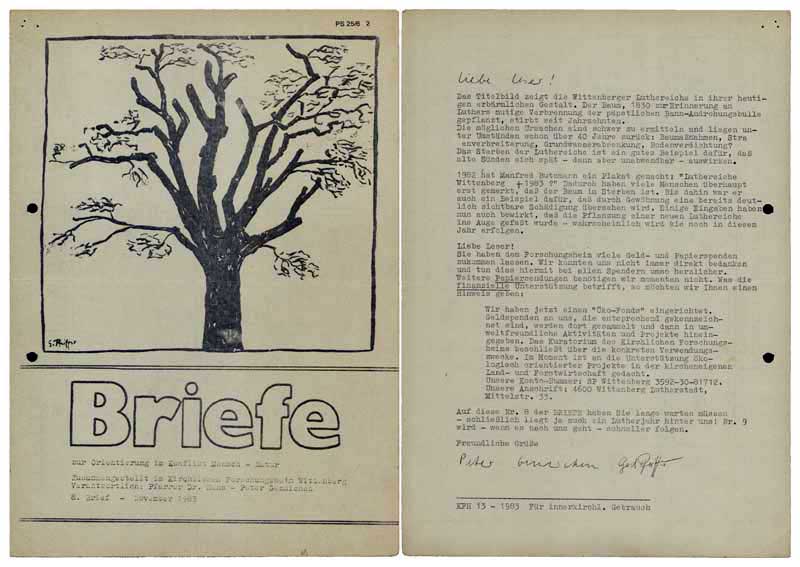 PS 25/6 2
Briefe
zur Orientierung im Konflikt Mensch - Natur
Zusammengestellt im Kirchlichen Forschungsheim Wittenberg
Verantwortlich: Pfarrer Dr. Hans - Peter Gensichen
8. Brief - November 1983
Liebe Leser!
Das Titelbild zeigt die Wittenberger Luthereiche in ihrer heuti-
gen erbärmlichen Gestalt. Der Baum, 1830 zur Erinnerung an
Luthers mutige Verbrennung der päpstlichen Bann-Androhungsbulle
gepflanzt, stirbt seit Jahrzehnten.
Die möglichen Ursachen sind schwer zu ermitteln und liegen un-
ter Umständen schon über 40 Jahre zurück: Baumaßnahmen, Stra
enverbreiterung, Grundwasserabsenkung, Bodenverdichtung?
Das Sterben der Luthereiche ist ein gutes Beispiel dafür, daß
alte Sünden sich spät - dann aber unabwendbar - auswirken.
1982 hat Manfred Butzmann ein Plakat gemacht: "Luthereiche
Wittenberg + 1983 ?" Dadurch haben viele Menschen überhaupt
erst gemerkt, daß der Baum im Sterben ist. Bis dahin war er
auch ein Beispiel dafür, daß durch Gewöhnung eine bereits deut-
lich sichtbare Schädigung übersehen wird. Einige Eingaben haben
nun auch bewirkt, daß die Pflanzung einer neuen Luthereiche
ins Auge gefaßt wurde - wahrscheinlich wird sie noch in diesem
Jahr erfolgen.
Liebe Leser!
Sie haben dem Forschungsheim viele Geld- und Papierspenden
zukommen lassen. Wir konnten uns nicht immer direkt bedanken
und tun dies hiermit bei allen Spendern umso herzlicher.
Weitere Papiersendungen benötigen wir momentan nicht. Was die
finanzielle Unterstützung betrifft, so möchten wir Ihnen einen
Hinweis geben:
Wir haben jetzt einen "Öko-Fonds" eingerichtet.
Geldspenden an uns, die entsprechend gekennzeich-
net sind, werden dort gesammelt und dann in um-
weltfreundliche Aktivitäten und Projekte hinein-
gegeben. Das Kuratorium des Kirchlichen Forschungs-
heims beschließt über die konkreten Verwendungs-
zwecke. Im Moment ist an die Unterstützung öko-
logisch orientierter Projekte in der kircheneigenen
Land- und Forstwirtschaft gedacht.
Unsere Konto-Nummer: SP Wittenberg 3592-30-81712.
Unsere Anschrift: 4600 Wittenberg Lutherstadt,
Mittelstr. 33.
Auf diese Nr. 8 der BRIEFE haben Sie lange warten müssen
- schließlich liegt ja auch ein Lutherjahr hinter uns! Nr. 9
wird - wenn es nach uns geht - schneller folgen.
Freundliche Grüße
Peter Gensichen
KFH 13 - 1983 Für innerkirchl. Gebrauch